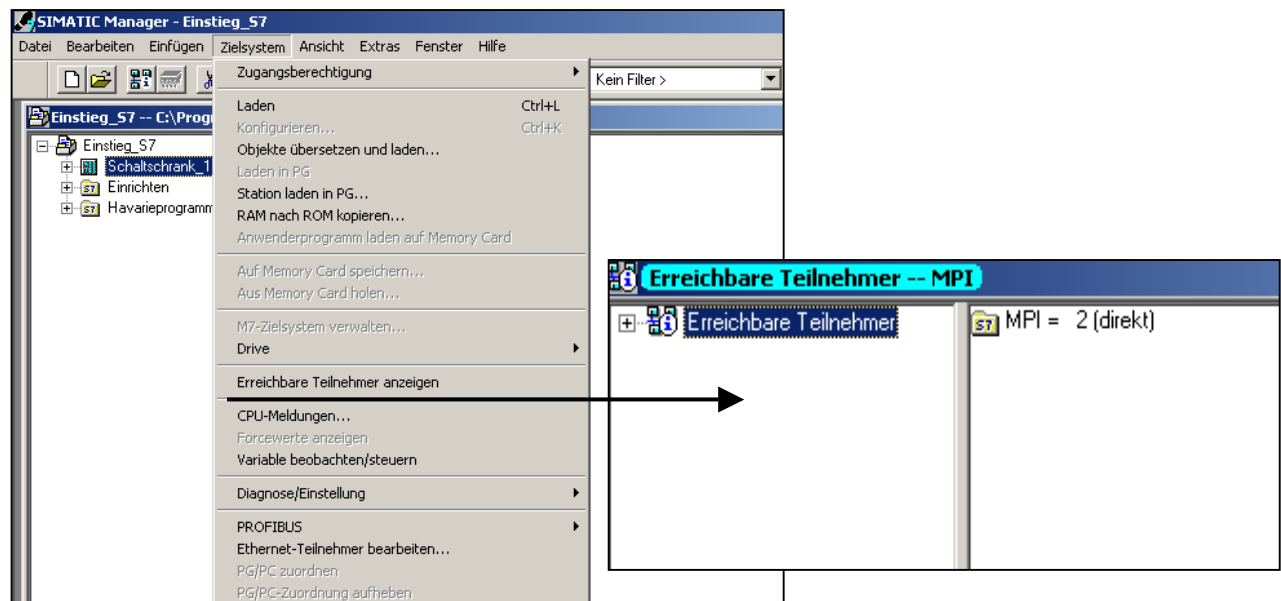 SIMATIC Manager - Einstieg_S7
Datei Bearbeiten Einfügen Zielsystem Ansicht Extras Fenster Hilfe
Kein Filter >
Einstieg_S7 -- C:\Prog
Einstieg_S7
Schaltschrank_1
Einrichten
Havarieprogramm
Zugangsberechtigung
Laden Ctrl+L
Konfigurieren... Ctrl+K
Objekte übersetzen und laden...
Laden in PG
Station laden in PG...
RAM nach ROM kopieren...
Anwenderprogramm laden auf Memory Card
Auf Memory Card speichern...
Aus Memory Card holen...
M7-Zielsystem verwalten...
Drive
Erreichbare Teilnehmer anzeigen
CPU-Meldungen...
Forcewerte anzeigen
Variable beobachten/steuern
Diagnose/Einstellung
PROFIBUS
Ethernet-Teilnehmer bearbeiten...
PG/PC zuordnen
PG/PC-Zuordnung aufheben
Erreichbare Teilnehmer -- MPI
Erreichbare Teilnehmer
MPI = 2 (direkt)